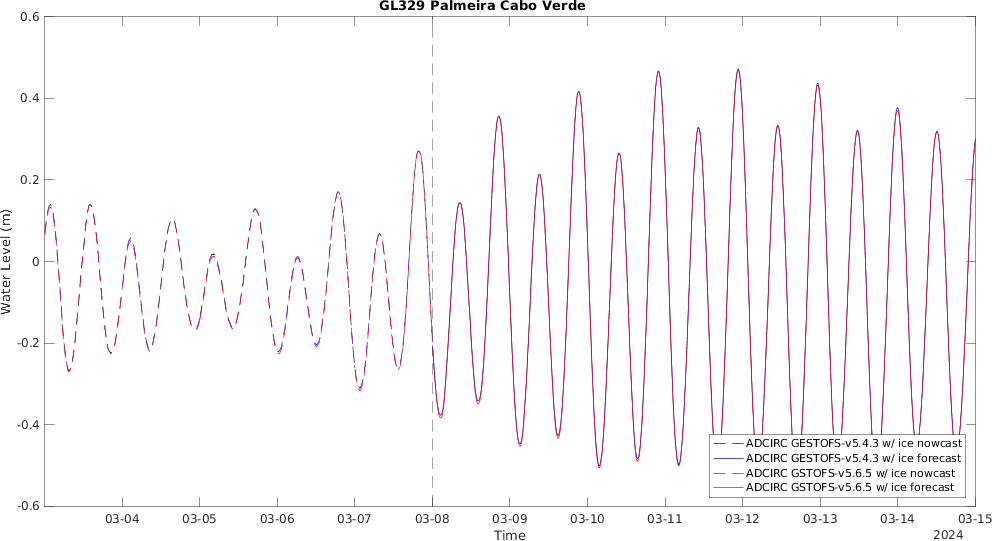 GL329 Palmeira Cabo Verde
0.6
0.4
0.2
0
-0.2
-0.4
-0.6
Water Level (m)
ADCIRC GESTOFS-v5.4.3 w/ ice nowcast
ADCIRC GESTOFS-v5.4.3 w/ ice forecast
ADCIRC GSTOFS-v5.6.5 w/ ice nowcast
ADCIRC GSTOFS-v5.6.5 w/ ice forecast
03-04 03-05 03-06 03-07 03-08 03-09 03-10 03-11 03-12 03-13 03-14 03-15
Time
2024